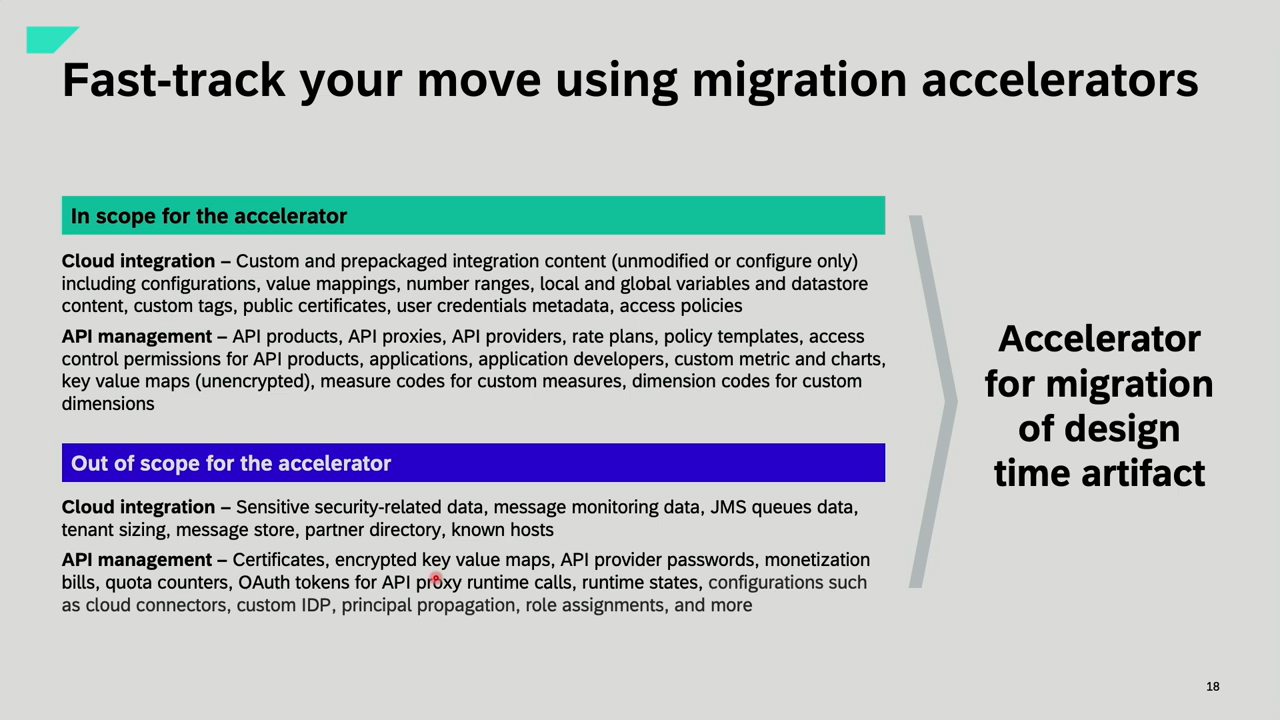 Fast-track your move using migration accelerators
In scope for the accelerator
Cloud integration – Custom and prepackaged integration content (unmodified or configure only)
including configurations, value mappings, number ranges, local and global variables and datastore
content, custom tags, public certificates, user credentials metadata, access policies
API management – API products, API proxies, API providers, rate plans, policy templates, access
control permissions for API products, applications, application developers, custom metric and charts,
key value maps (unencrypted), measure codes for custom measures, dimension codes for custom
dimensions
Out of scope for the accelerator
Cloud integration – Sensitive security-related data, message monitoring data, JMS queues data,
tenant sizing, message store, partner directory, known hosts
API management – Certificates, encrypted key value maps, API provider passwords, monetization
bills, quota counters, OAuth tokens for API proxy runtime calls, runtime states, configurations such
as cloud connectors, custom IDP, principal propagation, role assignments, and more
Accelerator
for migration
of design
time artifact
18